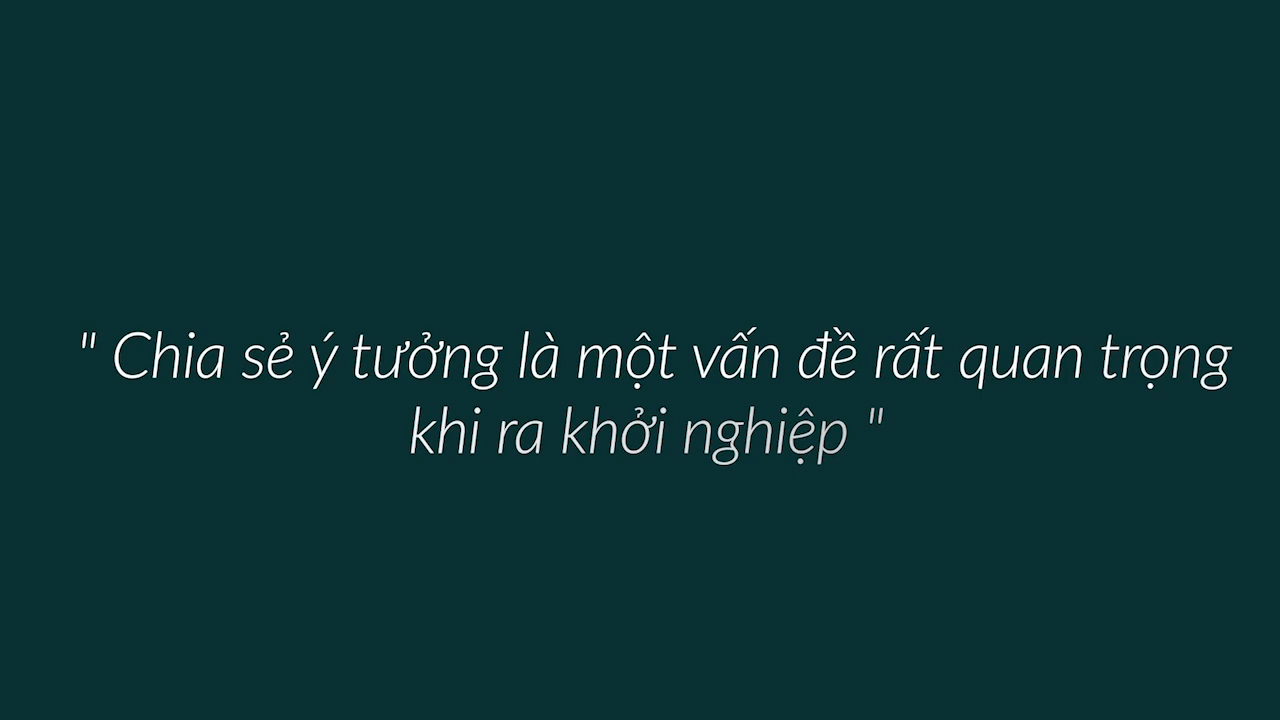 " Chia sẻ ý tưởng là một vấn đề rất quan trọng
khi ra khởi nghiệp "